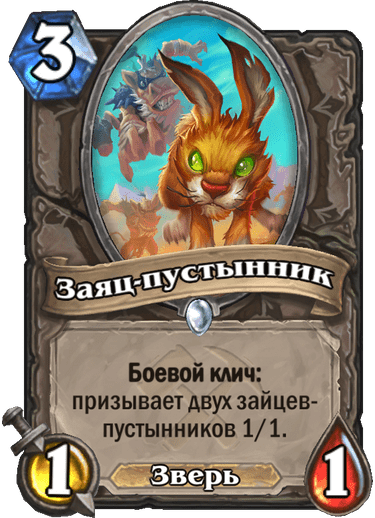 3
Заяц-пустынник
Боевой клич:
призывает двух зайцев-
пустынников 1/1.
1
Зверь
1